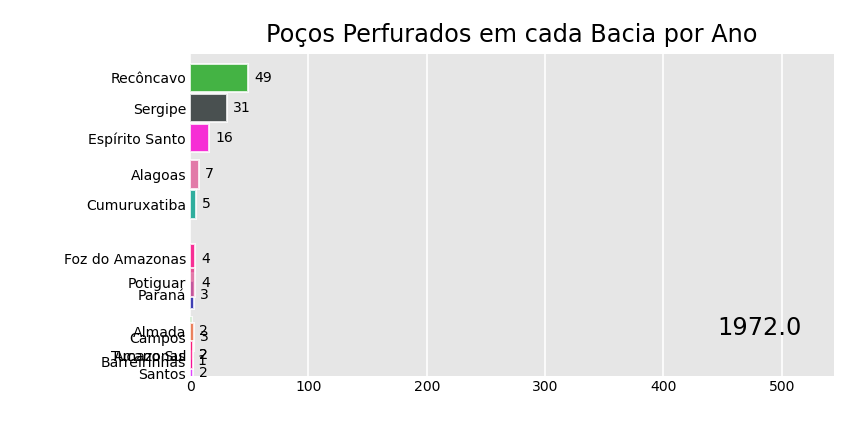 Poços Perfurados em cada Bacia por Ano
Recôncavo 49
Sergipe 31
Espírito Santo 16
Alagoas 7
Cumuruxatiba 5
Foz do Amazonas 4
Potiguar 4
Paraná 3
Almada 2
Campos 3
1972.0
2
Barreirinhas 1
Santos 2
0 100 200 300 400 500